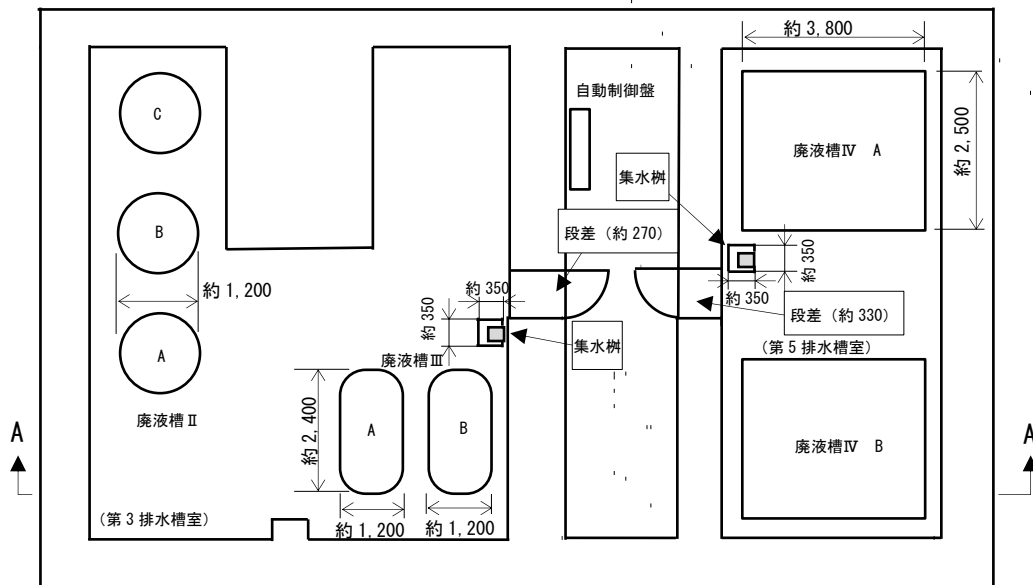 約 3,800
自動制御盤
廃液槽Ⅳ A
約 2,500
集水桝
段差（約 270）
約 350
約 350
段差（約 330）
（第 5 排水槽室）
廃液槽Ⅳ B
C
B
約 1,200
A
廃液槽Ⅱ
約 350
約 350
集水桝
廃液槽Ⅲ
A
B
約 2,400
約 1,200
約 1,200
（第 3 排水槽室）
A
A